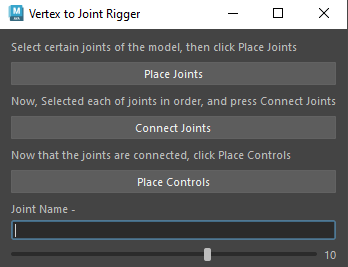 Vertex to Joint Rigger
Select certain joints of the model, then click Place Joints
Place Joints
Now, Selected each of joints in order, and press Connect Joints
Connect Joints
Now that the joints are connected, click Place Controls
Place Controls
Joint Name -
10